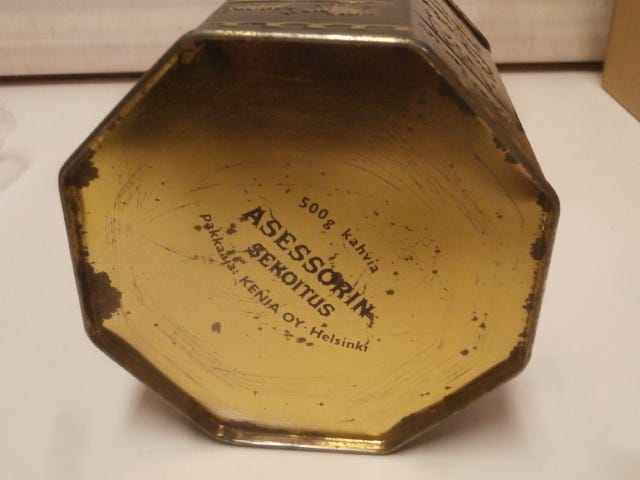 500g kahvia
ASESSORIN
SEKOITUS
Pakkaaja: KENIA OY· Helsinki